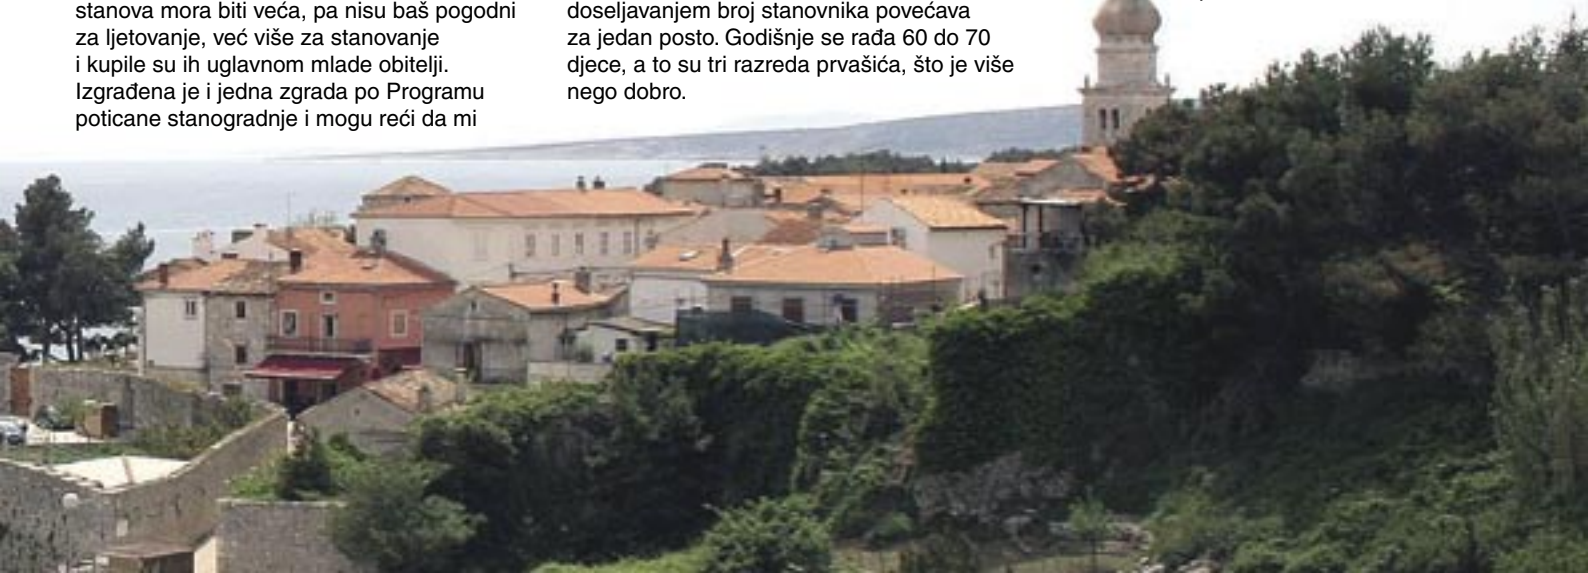 stanova mora biti veća, pa nisu baš pogodni
za ljetovanje, već više za stanovanje
i kupile su ih uglavnom mlade obitelji.
Izgrađena je i jedna zgrada po Programu
poticane stanogradnje i mogu reći da mi
doseljavanjem broj stanovnika povećava
za jedan posto. Godišnje se rađa 60 do 70
djece, a to su tri razreda prvašića, što je više
nego dobro.